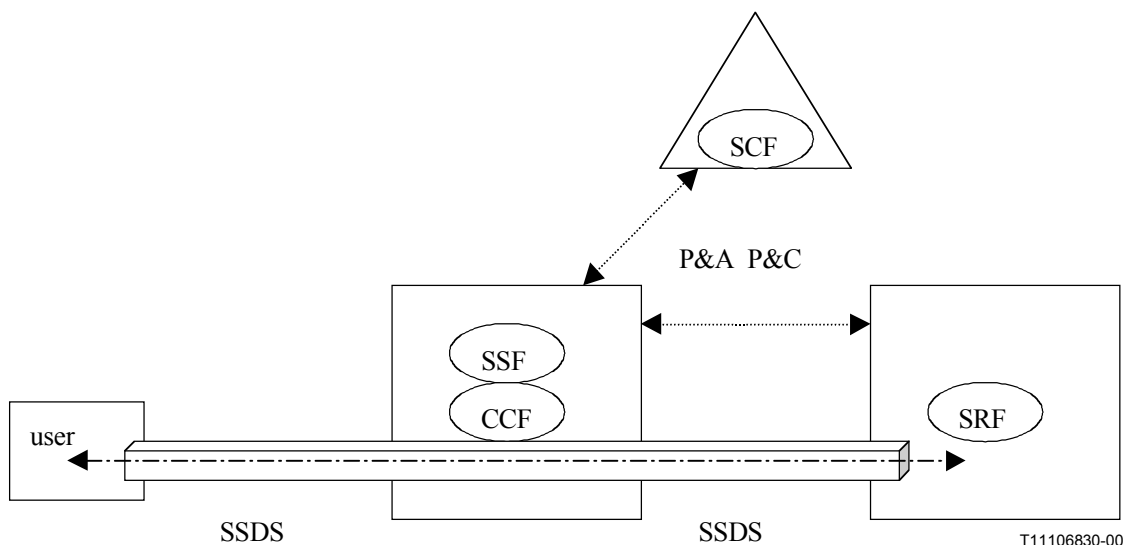 SCF
P&A P&C
SSF
CCF
SRF
user
SSDS
SSDS
T11106830-00